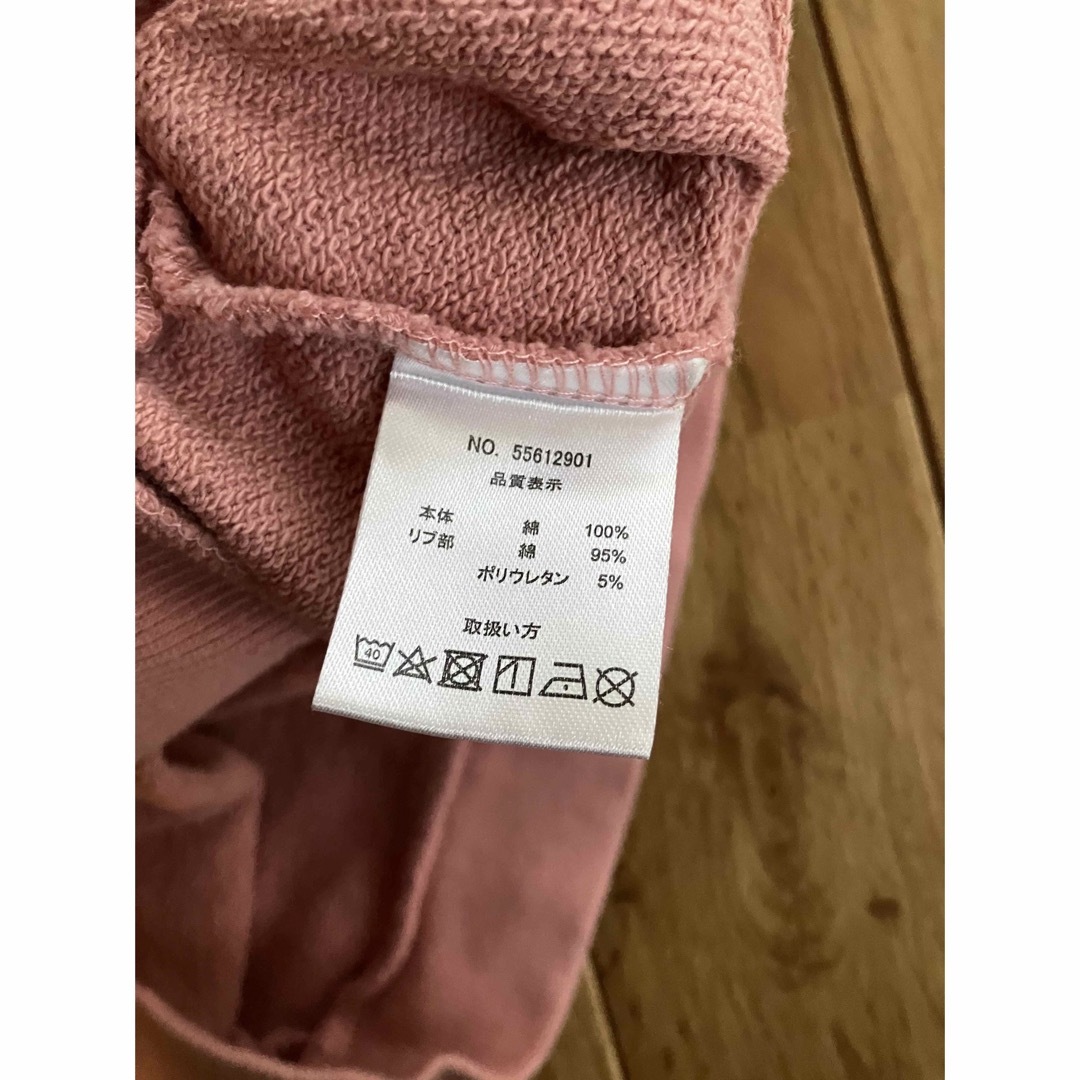 NO. 55612901
品質表示
本体 綿 100%
リブ部 綿 95%
ポリウレタン 5%
取扱い方
40